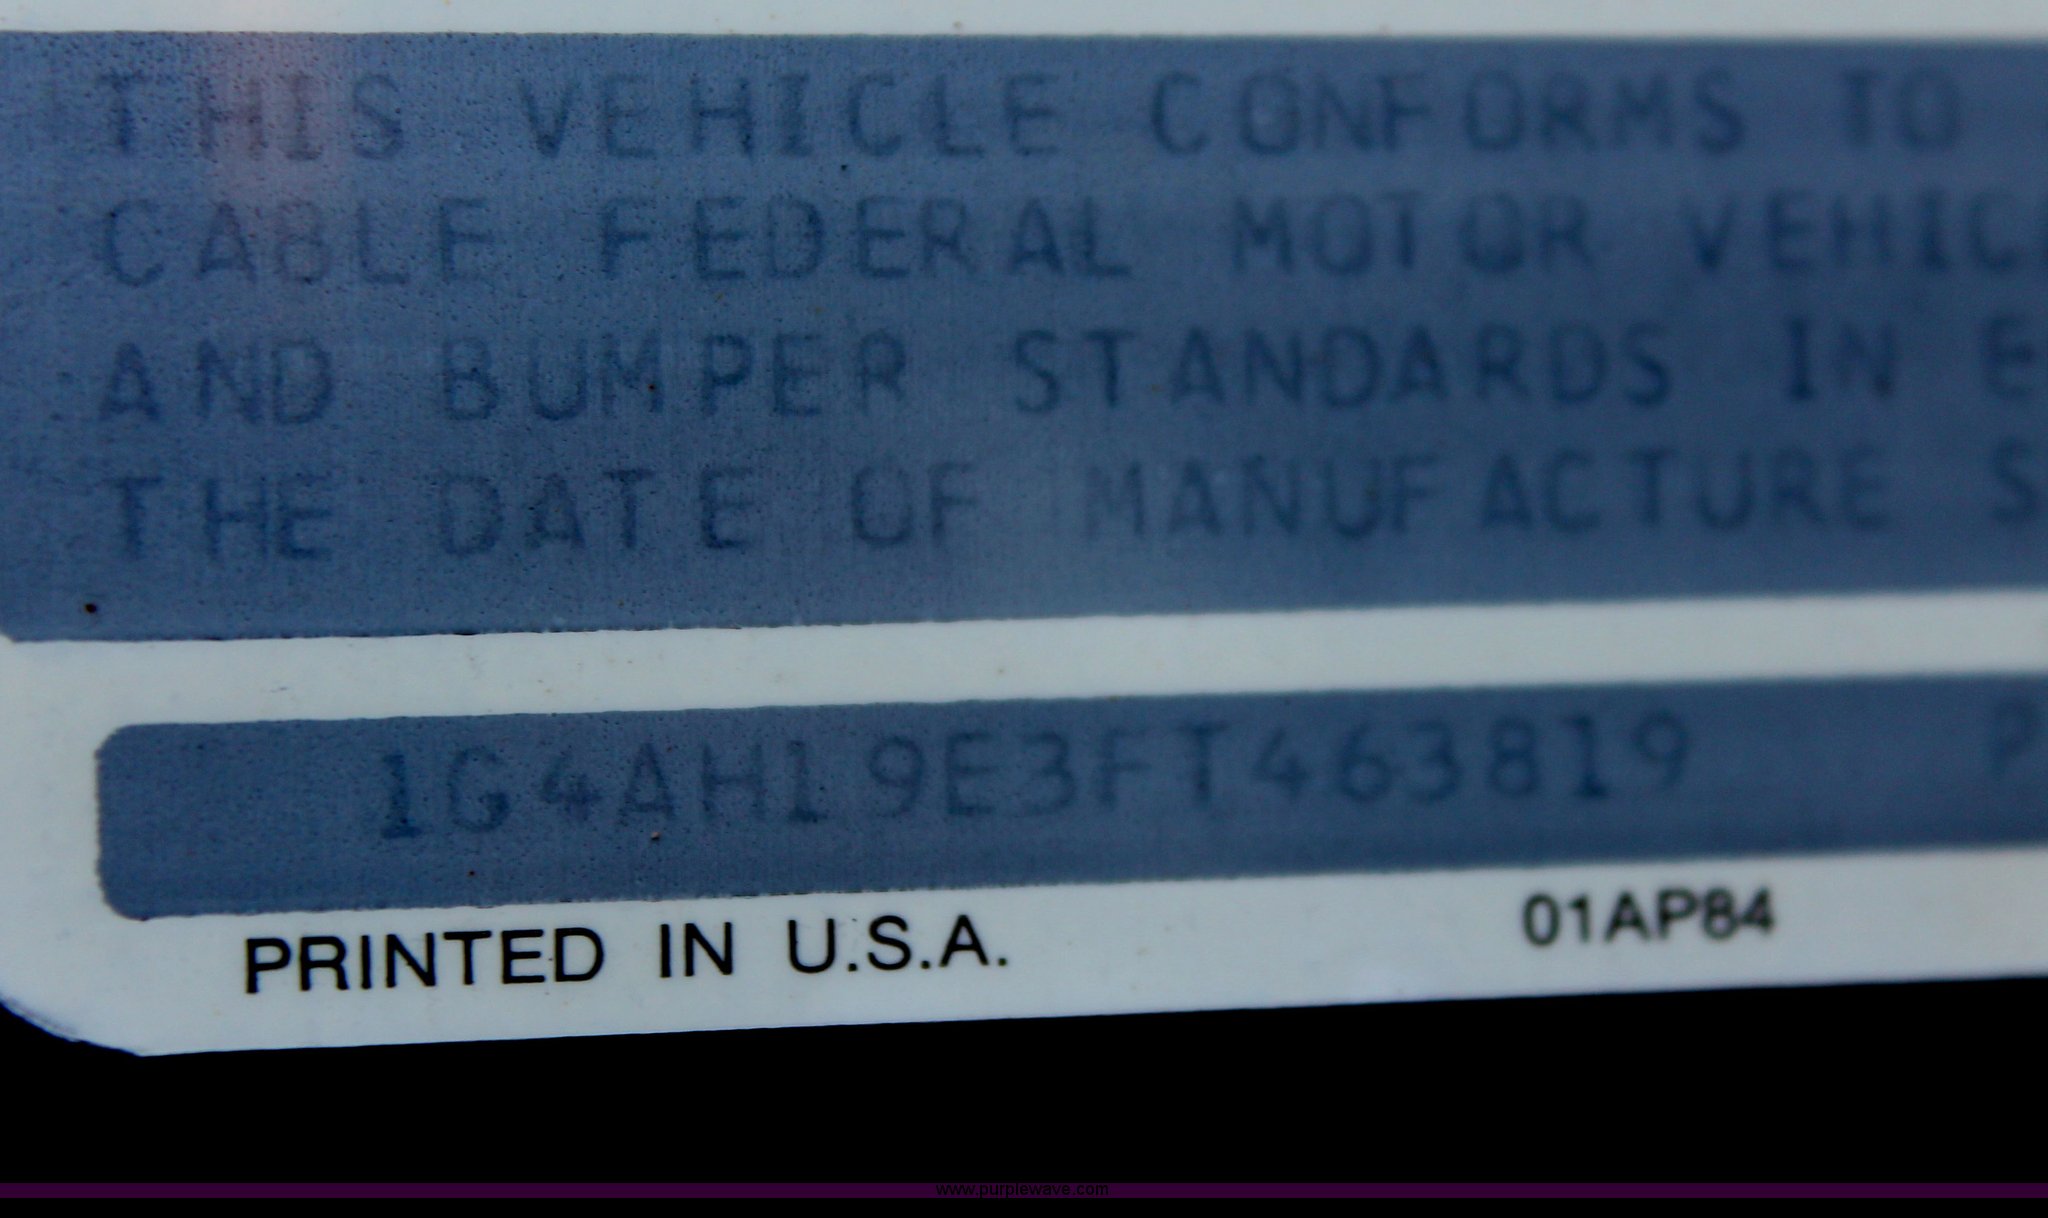 THIS VEHICLE CONFORMS TO
CABLE FEDERAL MOTOR VEHIC
AND BUMPER STANDARDS IN E
THE DATE OF MANUFACTURE S
1G4AH19E3FT463819 P
PRINTED IN U.S.A. 01AP84
www.purplewave.com